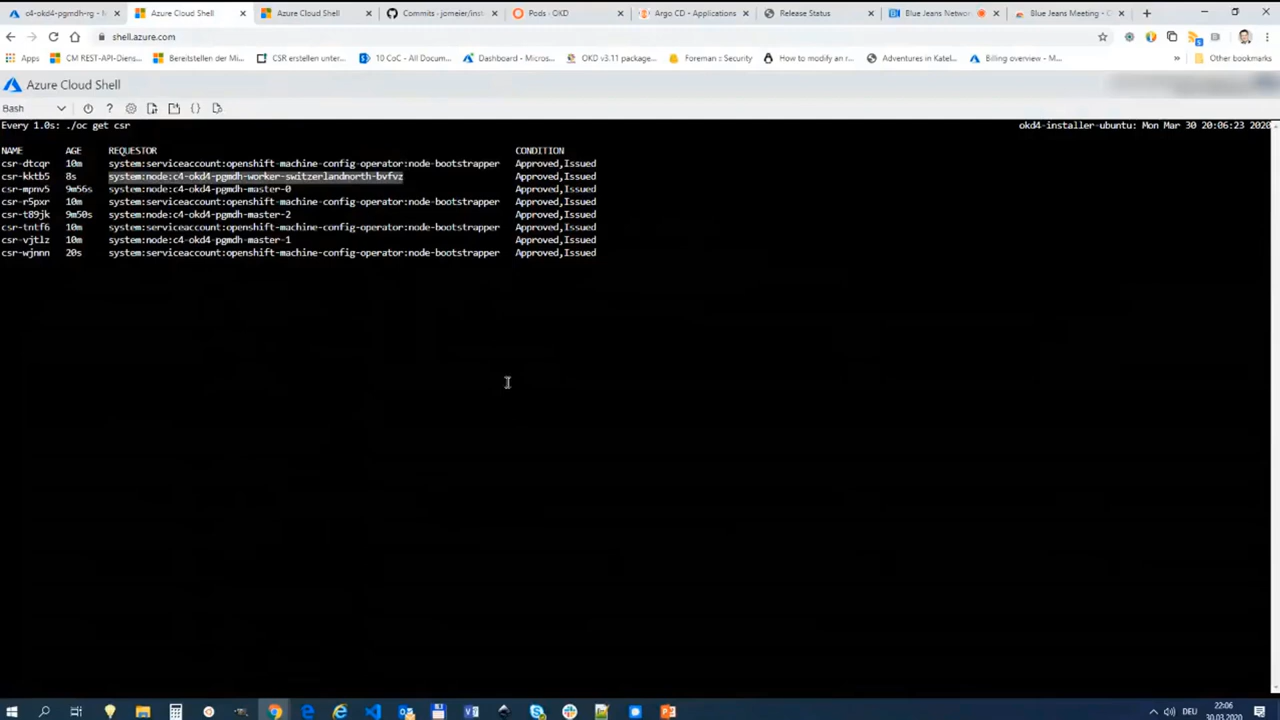 c4-okd4-pgmdh-rg - Azure Cloud Shell Azure Cloud Shell Commits · jomeier/inst Pods · OKD Argo CD - Applications Release Status Blue Jeans Netwo Blue Jeans Meeting -
shell.azure.com
Apps CM REST-API-Diens... Bereitstellen der Mi... CSR erstellen unter... 10 CoC - All Docum... Dashboard - Micros... OKD v3.11 package... Foreman :: Security How to modify an r... Adventures in Katel... Billing overview - M... » Other bookmarks
Azure Cloud Shell
Bash
Every 1.0s: ./oc get csr okd4-installer-ubuntu: Mon Mar 30 20:06:23 2020
NAME AGE REQUESTOR CONDITION
csr-dtcqr 10m system:serviceaccount:openshift-machine-config-operator:node-bootstrapper Approved,Issued
csr-kktb5 8s system:node:c4-okd4-pgmdh-worker-switzerlandnorth-bvfvz Approved,Issued
csr-mpnv5 9m56s system:node:c4-okd4-pgmdh-master-0 Approved,Issued
csr-r5pxr 10m system:serviceaccount:openshift-machine-config-operator:node-bootstrapper Approved,Issued
csr-t89jk 9m50s system:node:c4-okd4-pgmdh-master-2 Approved,Issued
csr-tntf6 10m system:serviceaccount:openshift-machine-config-operator:node-bootstrapper Approved,Issued
csr-vjtlz 10m system:node:c4-okd4-pgmdh-master-1 Approved,Issued
csr-wjnnn 20s system:serviceaccount:openshift-machine-config-operator:node-bootstrapper Approved,Issued
DEU 22:06
30.03.2020